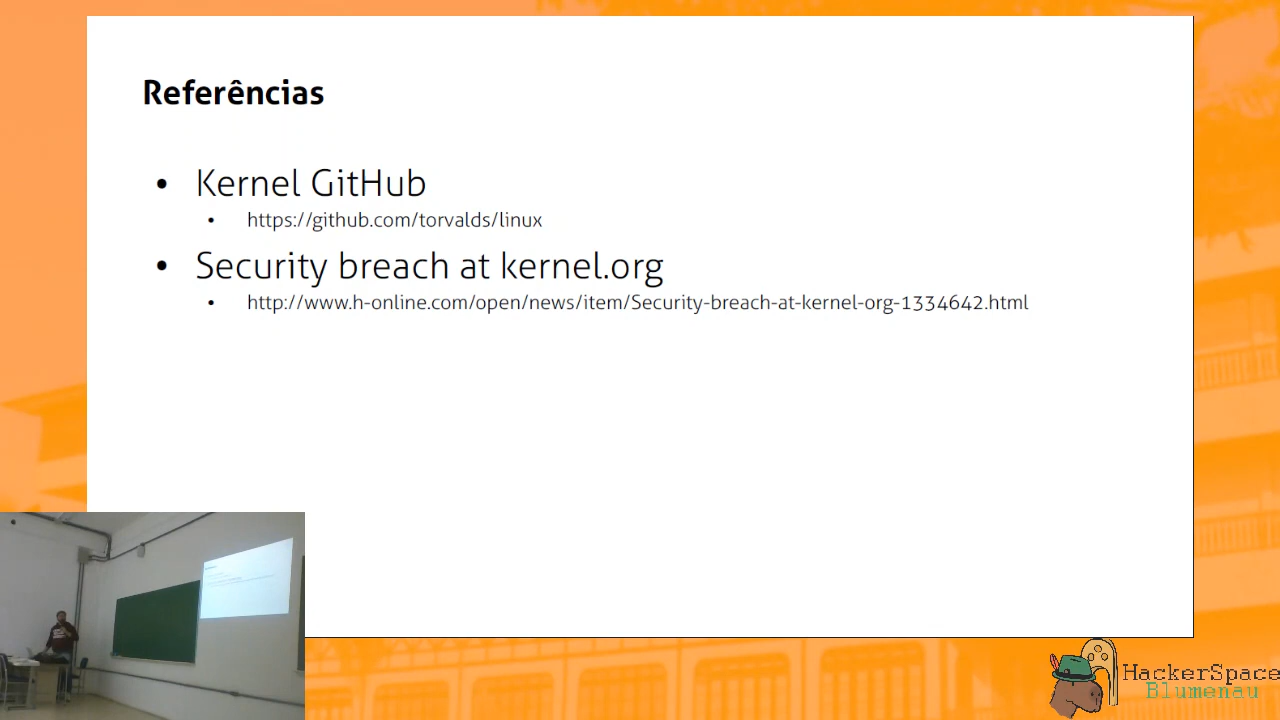 Referências
• Kernel GitHub
• https://github.com/torvalds/linux
• Security breach at kernel.org
• http://www.h-online.com/open/news/item/Security-breach-at-kernel-org-1334642.html
HackerSpace
Blumenau